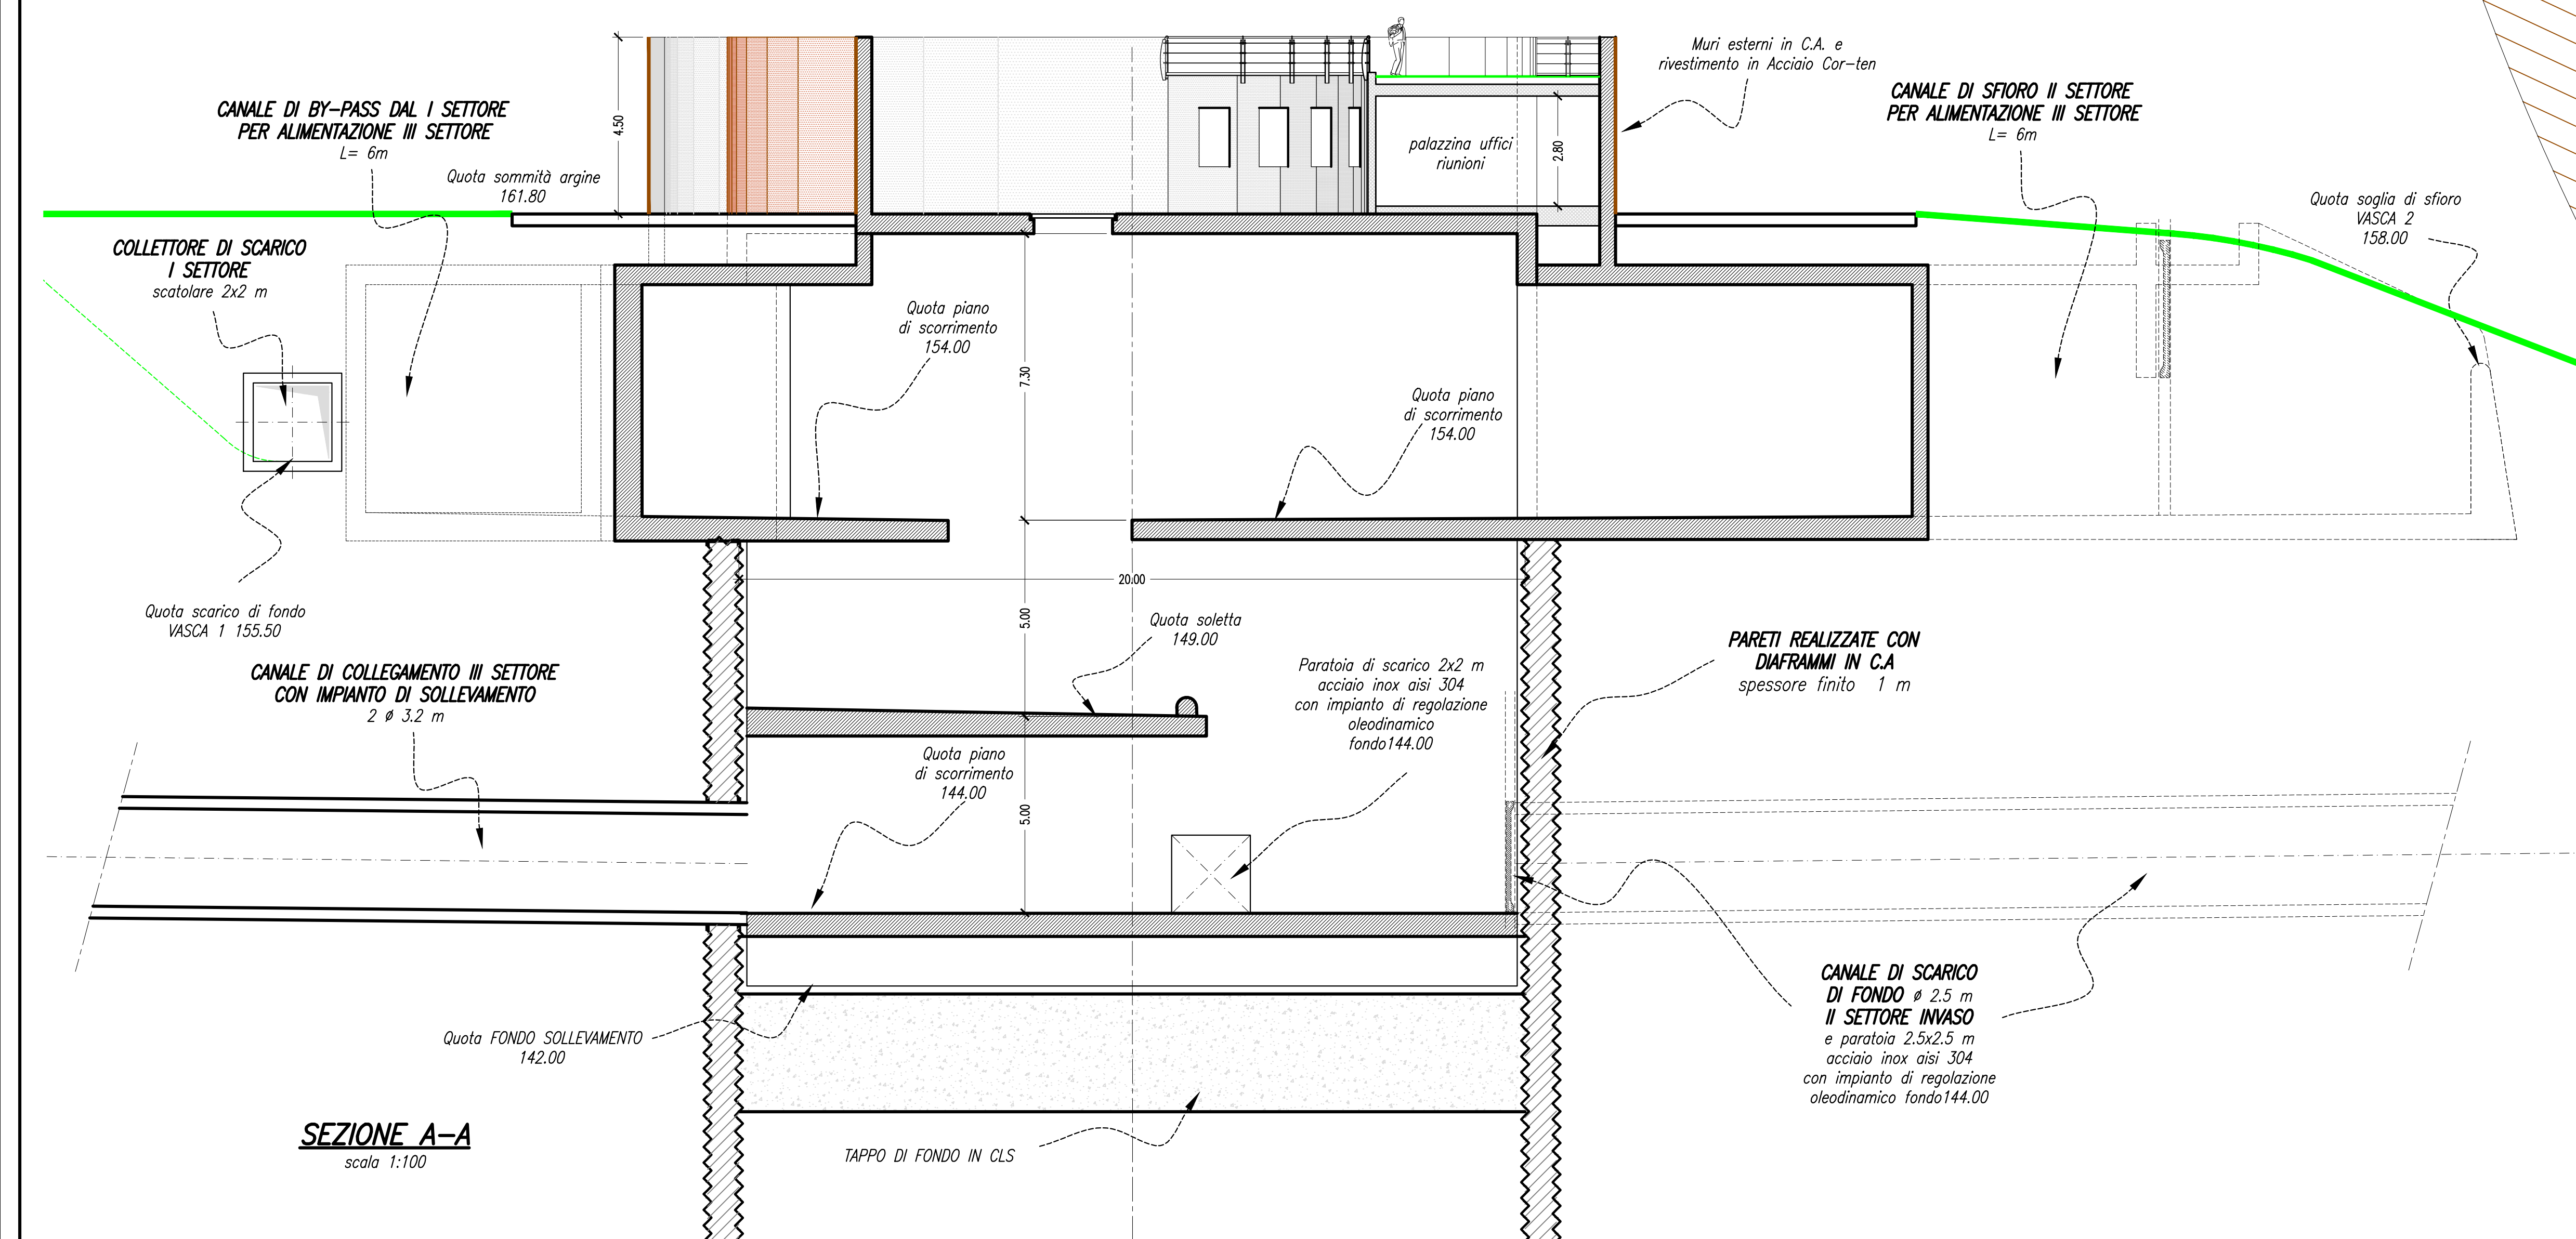 4.50
Muri esterni in C.A. e
rivestimento in Acciaio Cor-ten
CANALE DI BY-PASS DAL I SETTORE
PER ALIMENTAZIONE III SETTORE
L= 6m
CANALE DI SFIORO II SETTORE
PER ALIMENTAZIONE III SETTORE
L= 6m
Quota sommità argine
161.80
palazzina uffici
riunioni
2.80
Quota soglia di sfioro
VASCA 2
158.00
COLLETTORE DI SCARICO
I SETTORE
scatolare 2x2 m
Quota piano
di scorrimento
154.00
7.30
Quota piano
di scorrimento
154.00
20.00
Quota scarico di fondo
VASCA 1 155.50
5.00
Quota soletta
149.00
CANALE DI COLLEGAMENTO III SETTORE
CON IMPIANTO DI SOLLEVAMENTO
2 ø 3.2 m
Paratoia di scarico 2x2 m
acciaio inox aisi 304
con impianto di regolazione
oleodinamico
fondo144.00
PARETI REALIZZATE CON
DIAFRAMMI IN C.A
spessore finito 1 m
Quota piano
di scorrimento
144.00
5.00
CANALE DI SCARICO
DI FONDO ø 2.5 m
II SETTORE INVASO
e paratoia 2.5x2.5 m
acciaio inox aisi 304
con impianto di regolazione
oleodinamico fondo144.00
Quota FONDO SOLLEVAMENTO
142.00
TAPPO DI FONDO IN CLS
SEZIONE A-A
scala 1:100